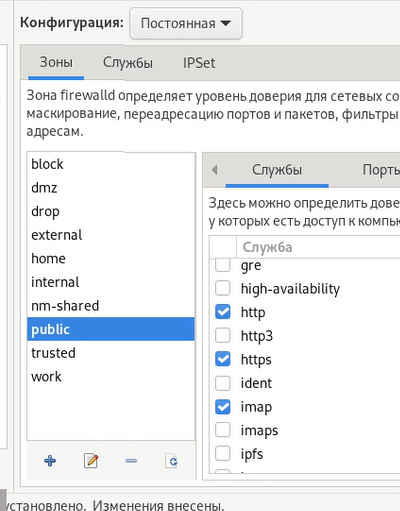 Конфигурация: Постоянная
Зоны Службы IPSet
Зона firewalld определяет уровень доверия для сетевых со
маскирование, переадресацию портов и пакетов, фильтры
адресам.
block
dmz
drop
external
home
internal
nm-shared
public
trusted
work
Службы Порты
Здесь можно определить дове
у которых есть доступ к компью
Служба
gre
high-availability
http
http3
https
ident
imap
imaps
ipfs
установлено. Изменения внесены.